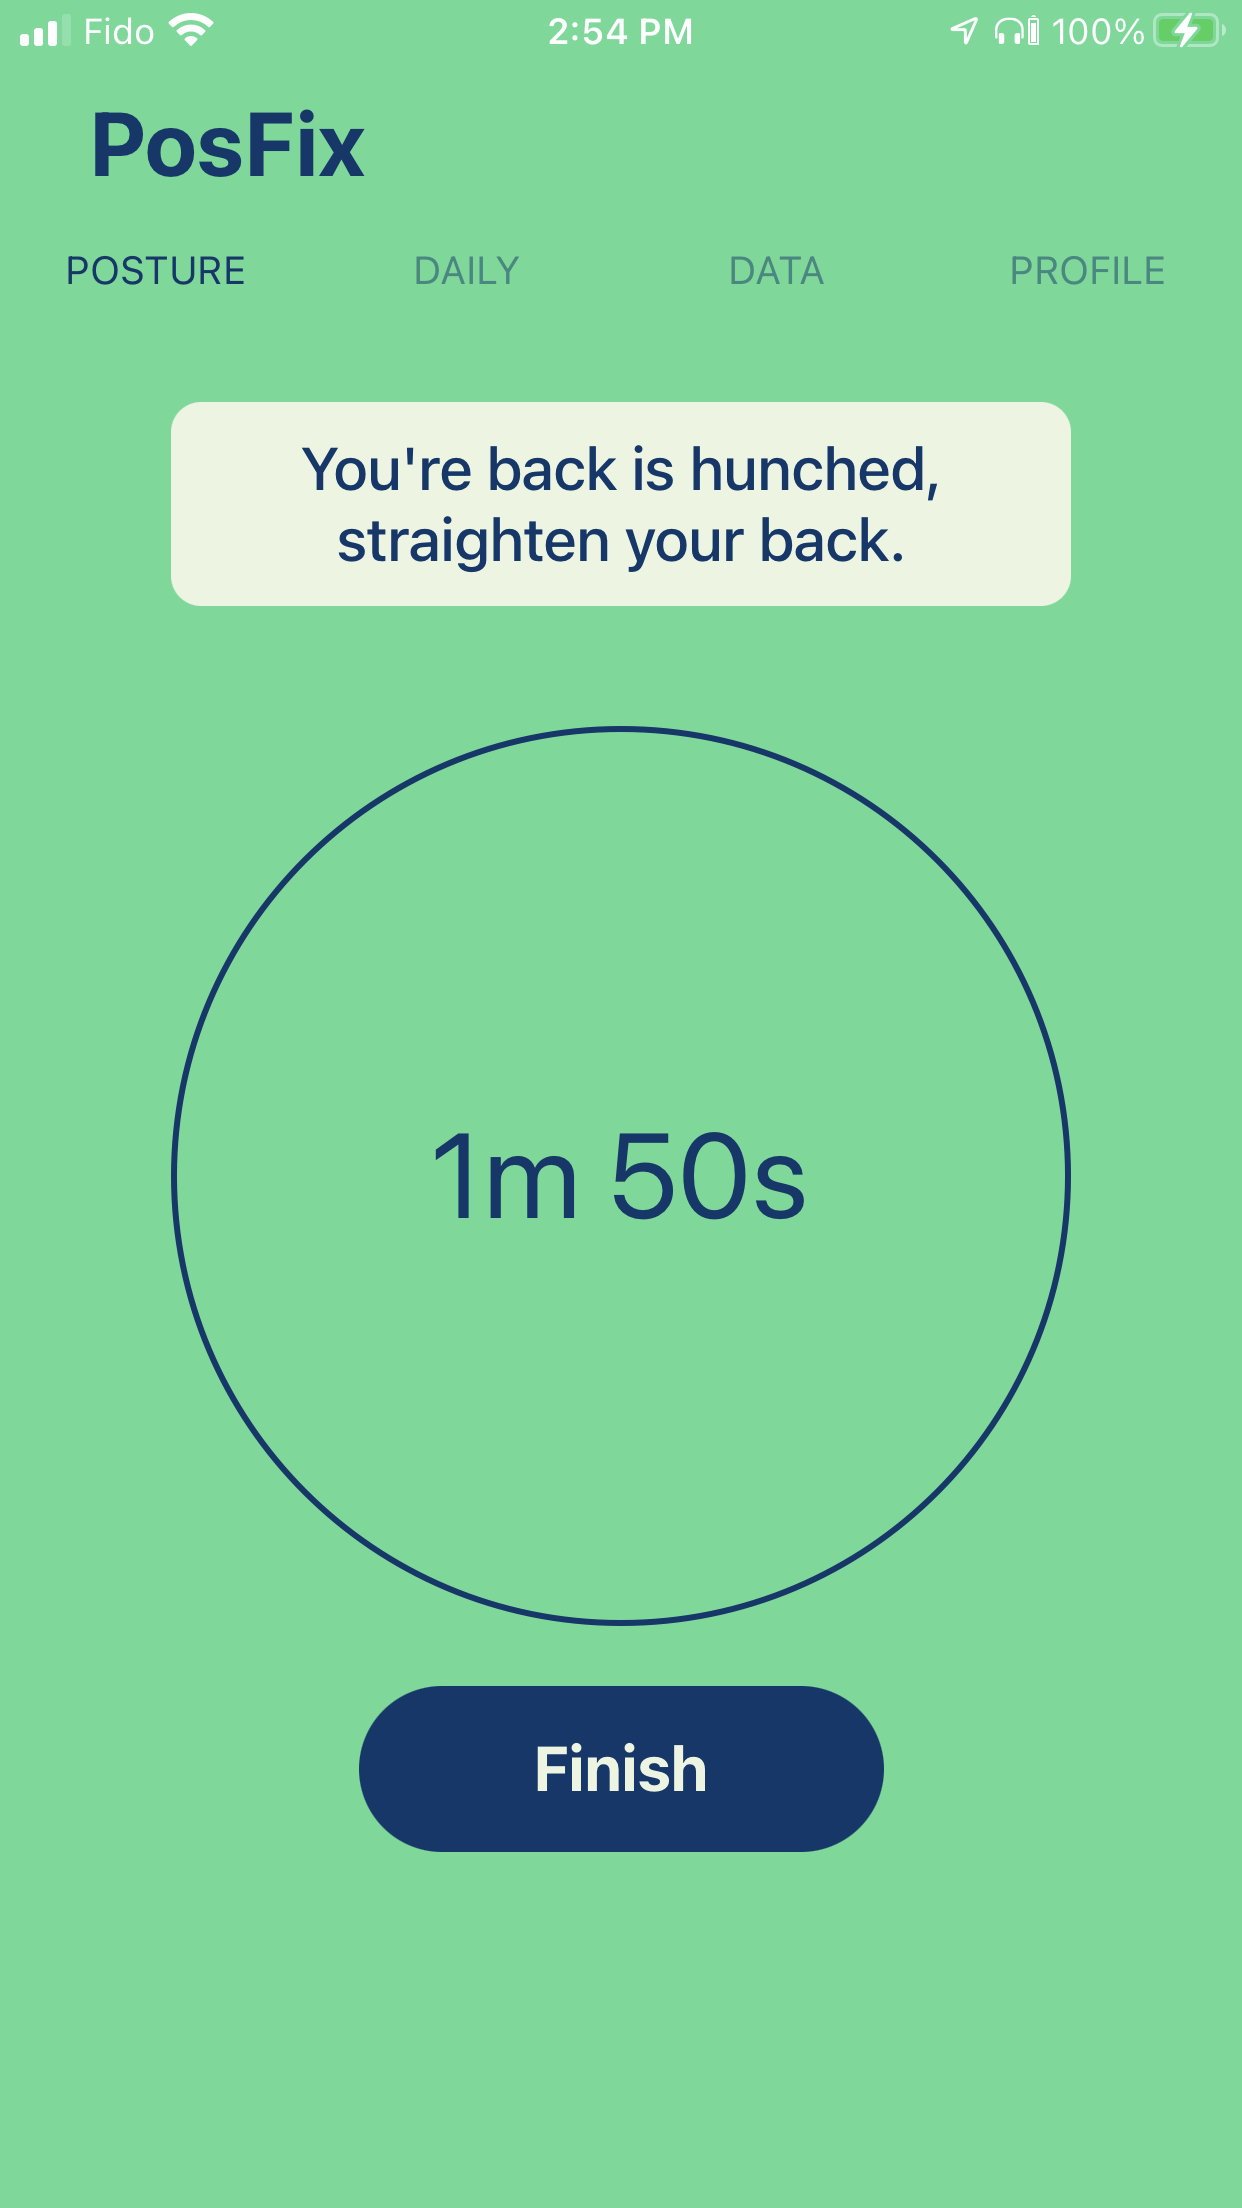 Fido 2:54 PM 100%
PosFix
POSTURE DAILY DATA PROFILE
You're back is hunched,
straighten your back.
1m 50s
Finish